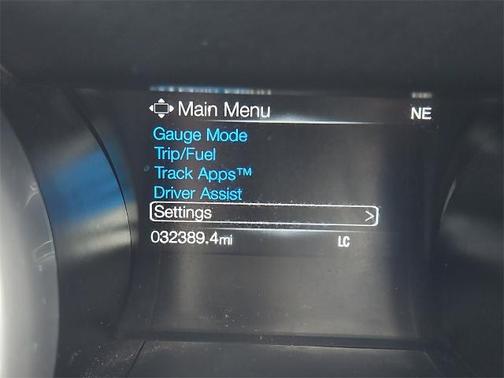 Main Menu NE
Gauge Mode
Trip/Fuel
Track Apps™
Driver Assist
Settings >
032389.4mi LC